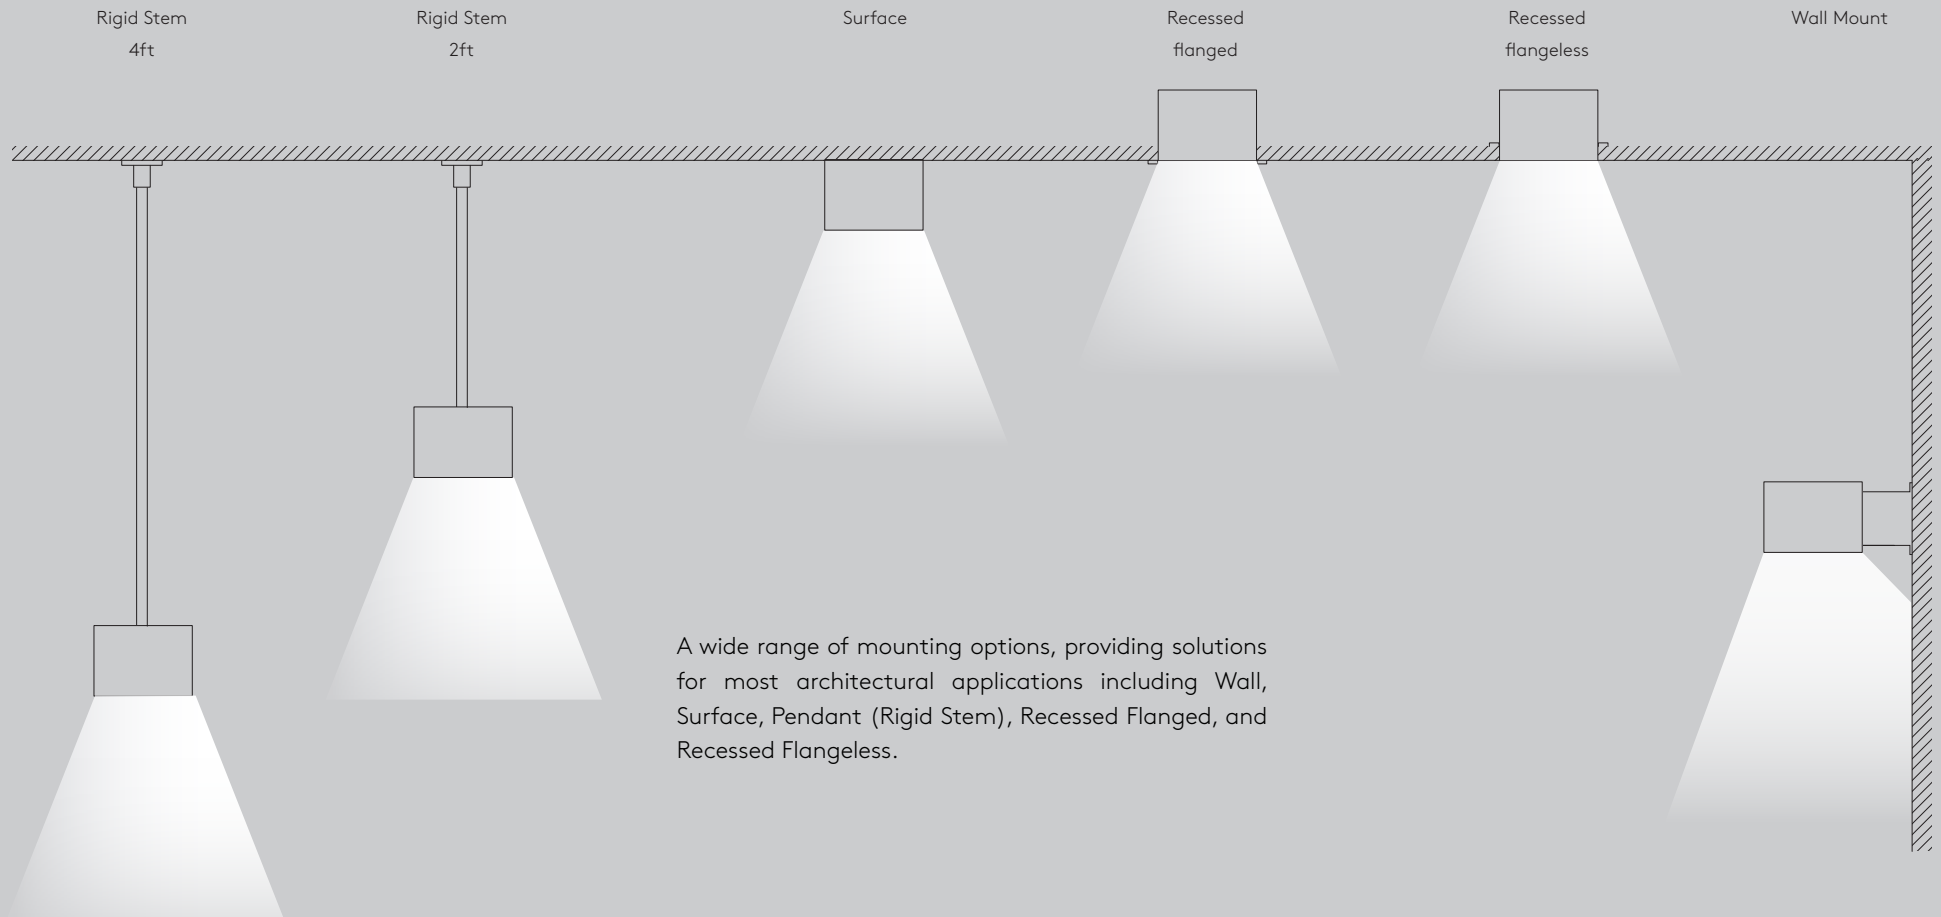 Rigid Stem
4ft
Rigid Stem
2ft
Surface
Recessed
flanged
Recessed
flangeless
Wall Mount
A wide range of mounting options, providing solutions
for most architectural applications including Wall,
Surface, Pendant (Rigid Stem), Recessed Flanged, and
Recessed Flangeless.